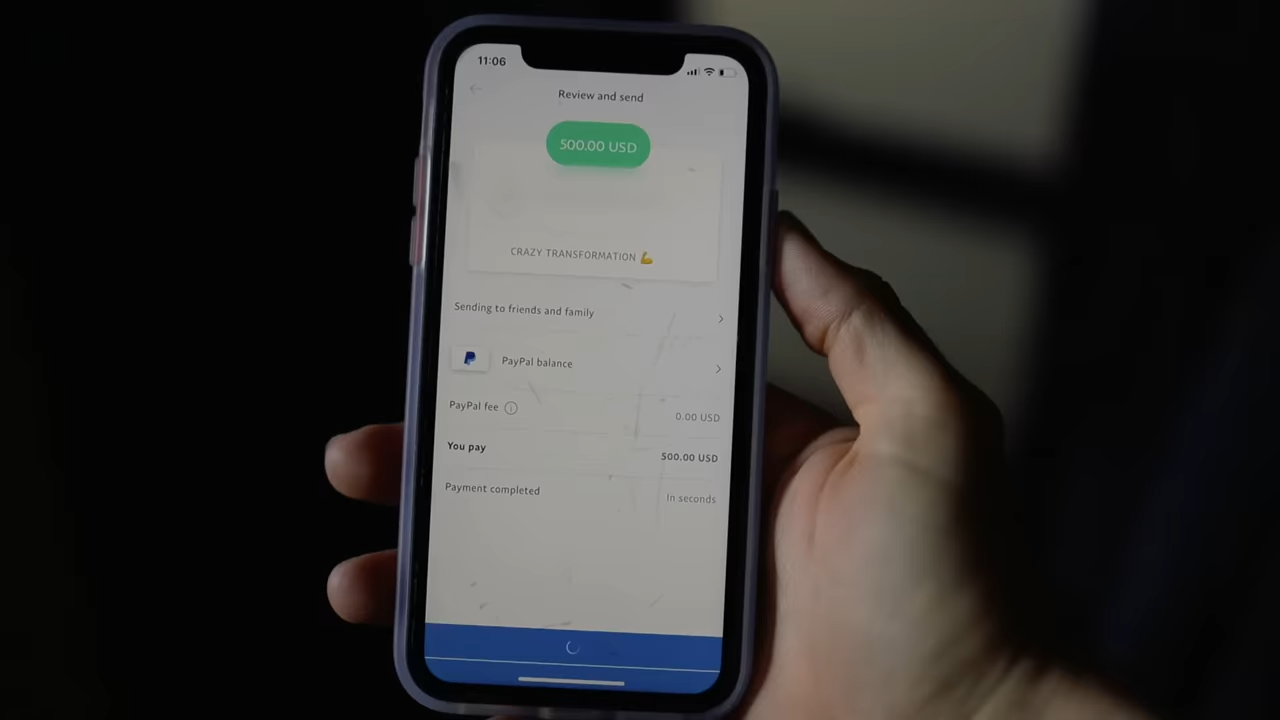 11:06
Review and send
500.00 USD
CRAZY TRANSFORMATION 💪
Sending to friends and family
PayPal balance
PayPal fee
0.00 USD
You pay
500.00 USD
Payment completed
In seconds